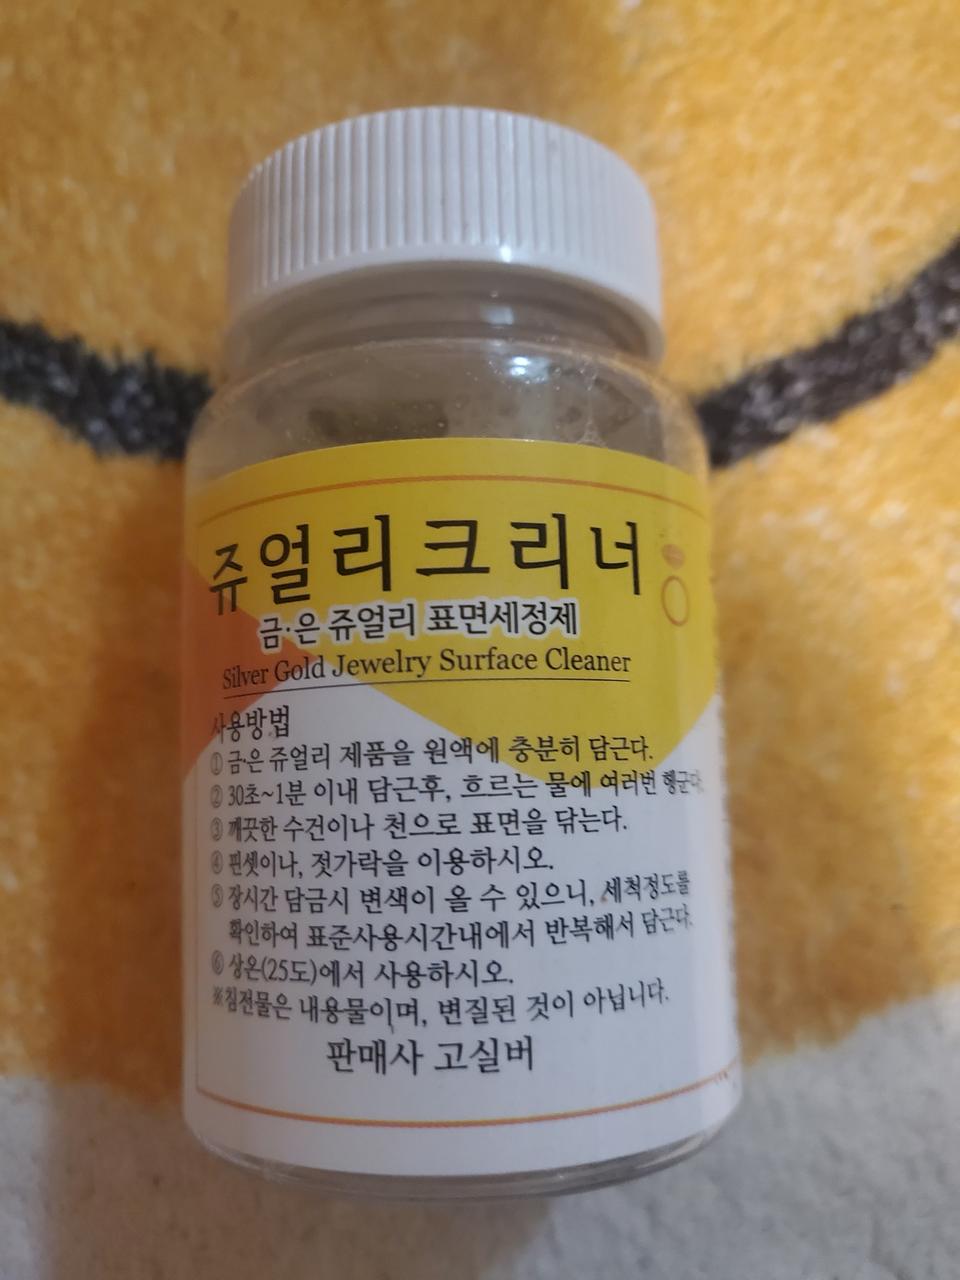 쥬얼리크리너
금·은 쥬얼리 표면세정제
Silver Gold Jewelry Surface Cleaner
사용방법
① 금·은 쥬얼리 제품을 원액에 충분히 담근다.
② 30초~1분 이내 담근후, 흐르는 물에 여러번 헹군다.
③ 깨끗한 수건이나 천으로 표면을 닦는다.
④ 핀셋이나, 젓가락을 이용하시오.
⑤ 장시간 담금시 변색이 올 수 있으니, 세척정도를
확인하여 표준사용시간내에서 반복해서 담근다.
⑥ 상온(25도)에서 사용하시오.
※침전물은 내용물이며, 변질된 것이 아닙니다.
판매사 고실버